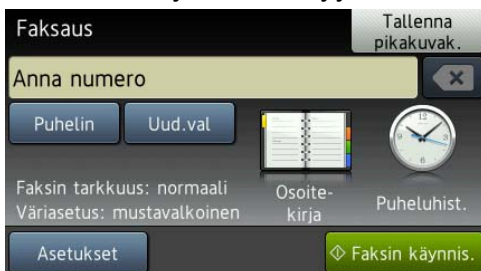 Faksaus
Tallenna
pikakuvak.
Anna numero
Puhelin
Uud.val
Faksin tarkkuus: normaali
Väriasetus: mustavalkoinen
Osoite-
kirja
Puheluhist.
Asetukset
Faksin käynnis.